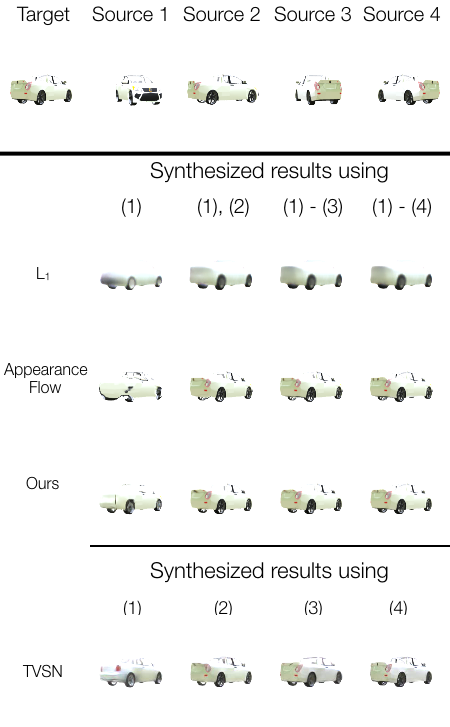 Target Source 1 Source 2 Source 3 Source 4
Synthesized results using
(1) (1), (2) (1) - (3) (1) - (4)
L₁
Appearance
Flow
Ours
Synthesized results using
(1) (2) (3) (4)
TVSN